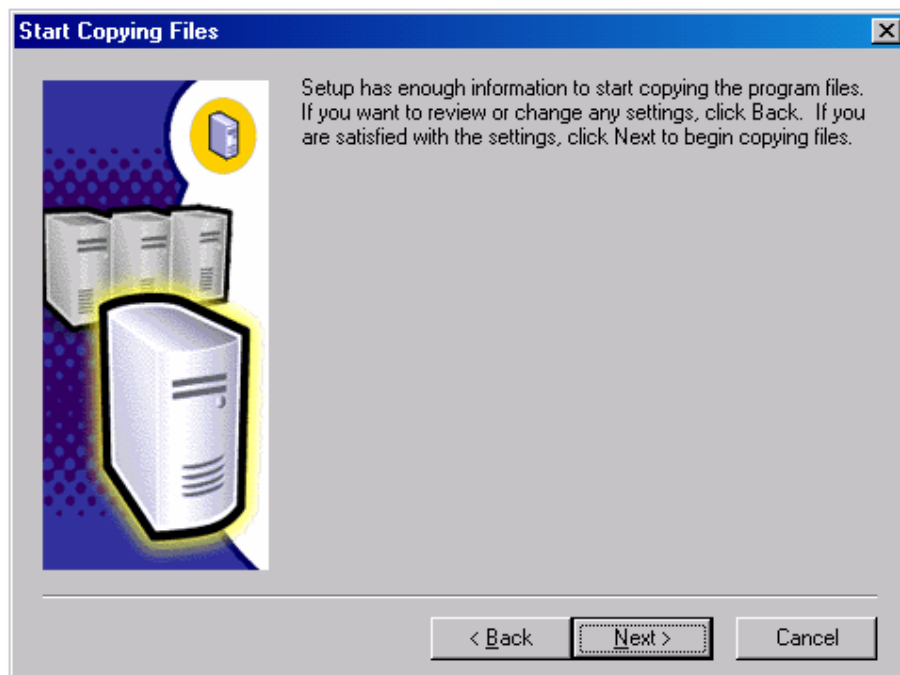 Start Copying Files
Setup has enough information to start copying the program files.
If you want to review or change any settings, click Back.  If you
are satisfied with the settings, click Next to begin copying files.
< Back
Next >
Cancel